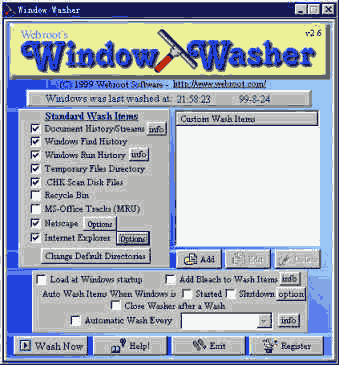 Window Washer
Webroot's
v2.6
Window Washer
(C) 1999 Webroot Software - http://www.webroot.com/
Windows was last washed at: 21:58:23 99-8-24
Standard Wash Items
Document History/Streams info
Windows Find History
Windows Run History info
Temporary Files Directory
.CHK Scan Disk Files
Recycle Bin
MS-Office Tracks (MRU)
Netscape Options
Internet Explorer Options
Change Default Directories
Custom Wash Items
Add Edit Delete
Load at Windows startup Add Bleach to Wash Items info
Auto Wash Items When Windows is Started Shutdown option
Close Washer after a Wash
Automatic Wash Every info
Wash Now Help! Exit Register